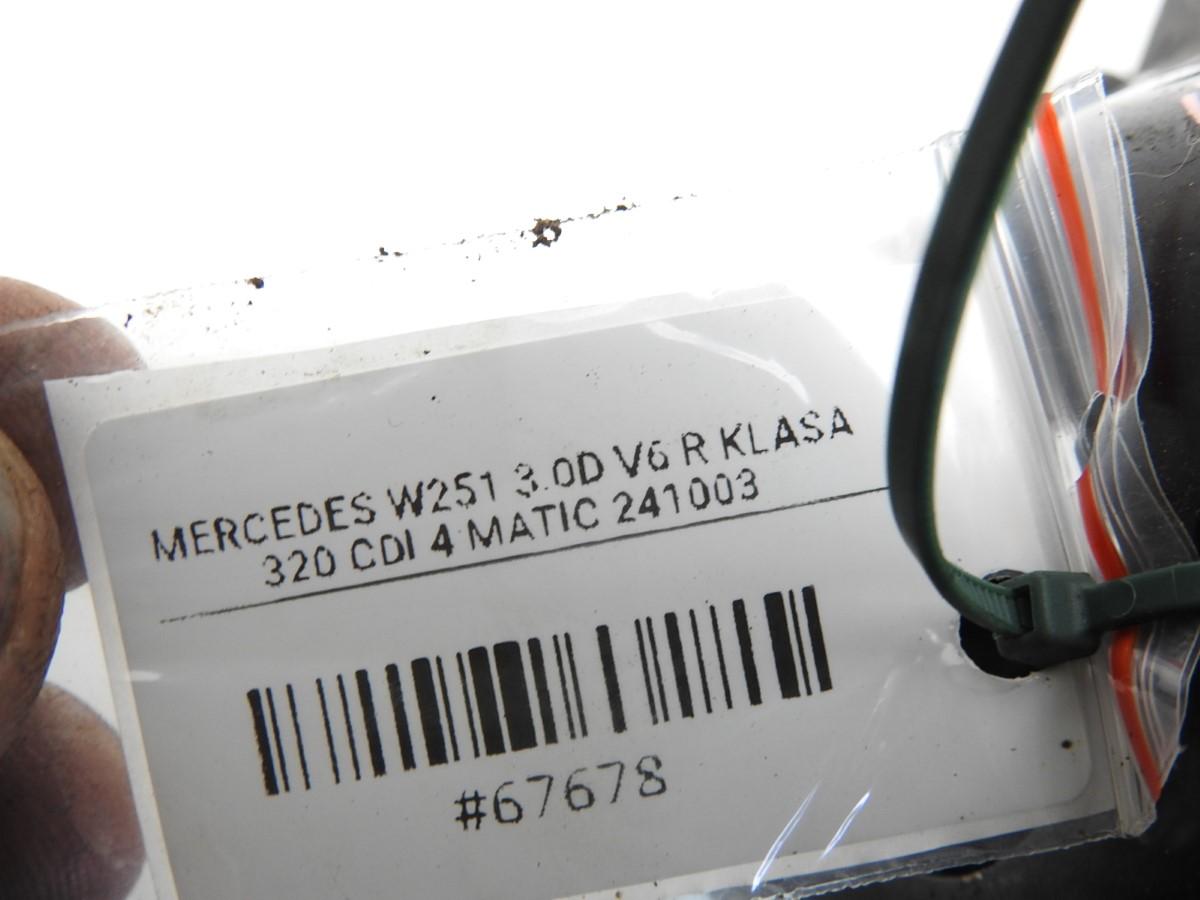 MERCEDES W251 3.0D V6 R KLASA
320 CDI 4 MATIC 241003
#67678